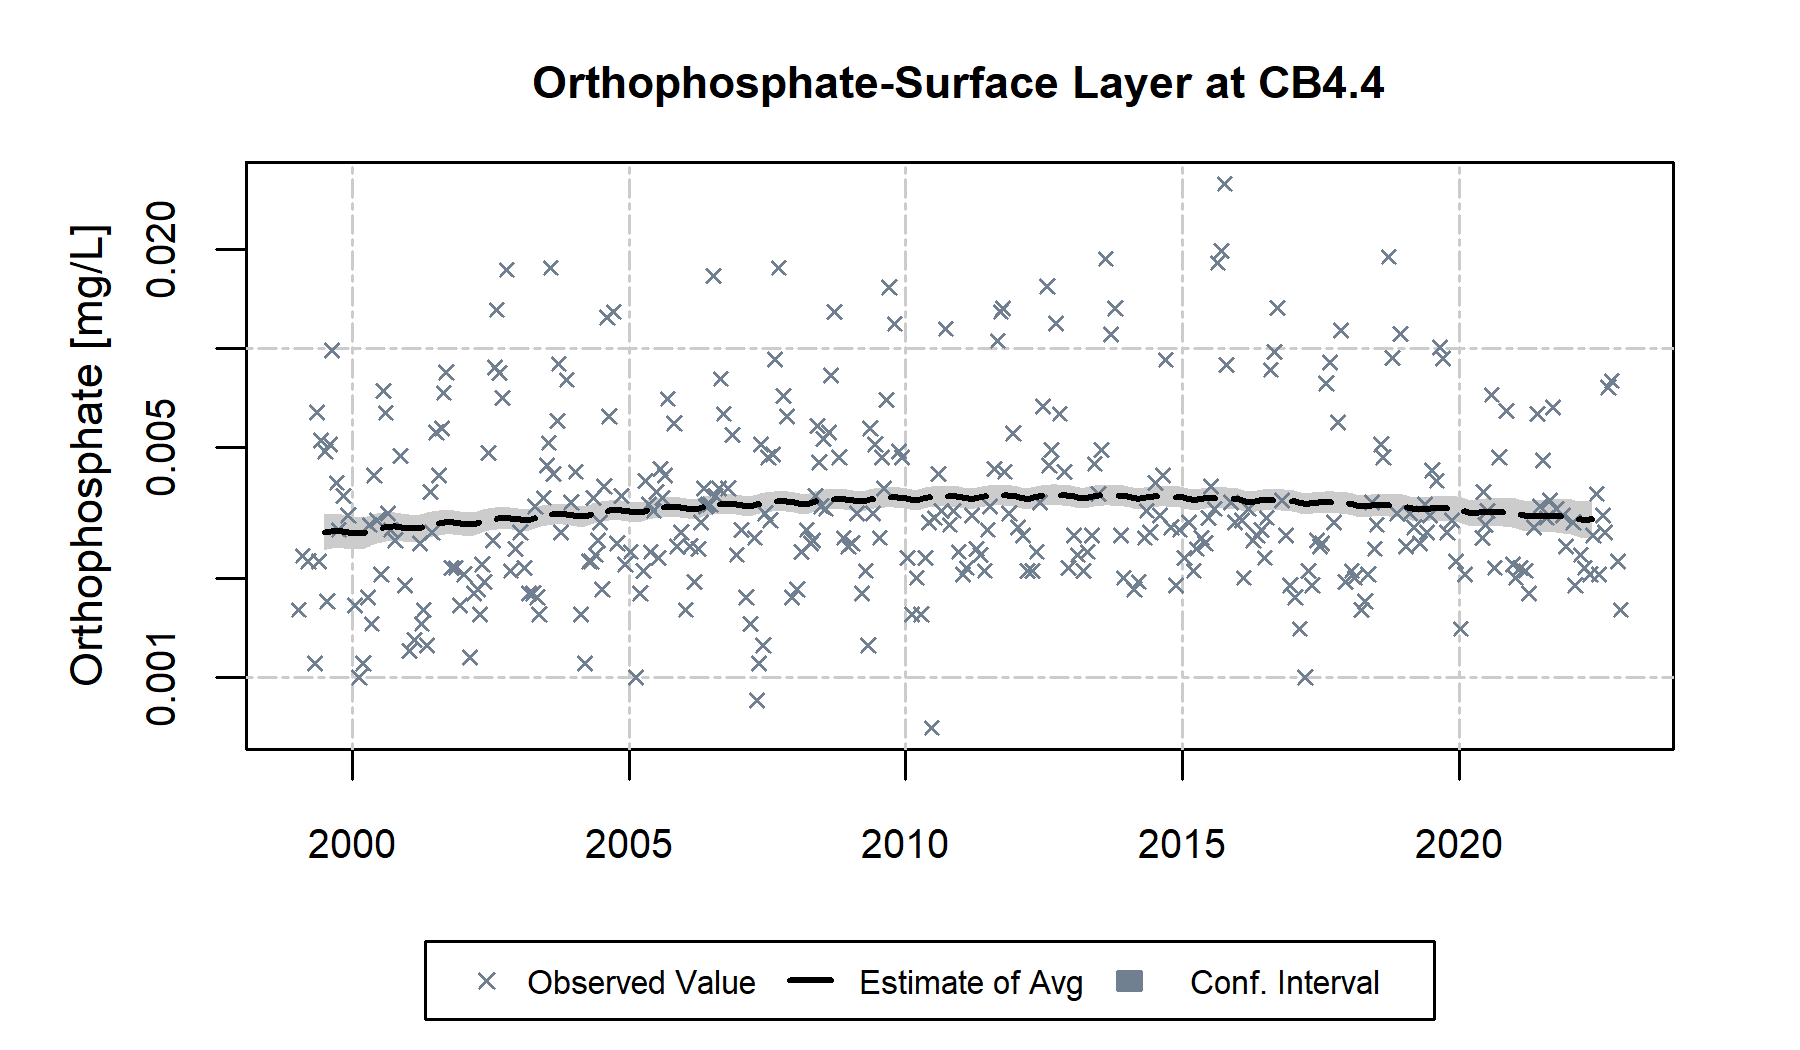 Orthophosphate-Surface Layer at CB4.4
Orthophosphate [mg/L]
0.020
0.005
0.001
2000 2005 2010 2015 2020
Observed Value Estimate of Avg Conf. Interval